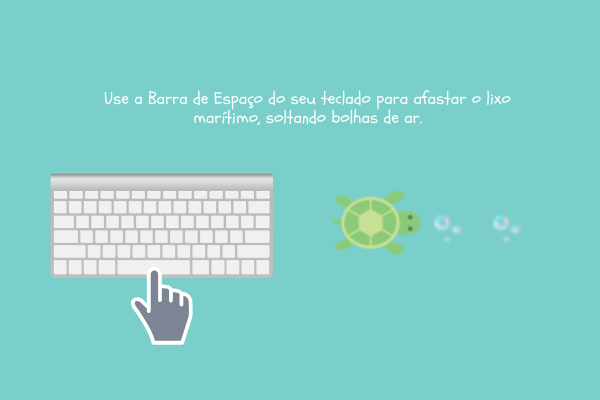 Use a Barra de Espaço do seu teclado para afastar o lixo
marítimo, soltando bolhas de ar.